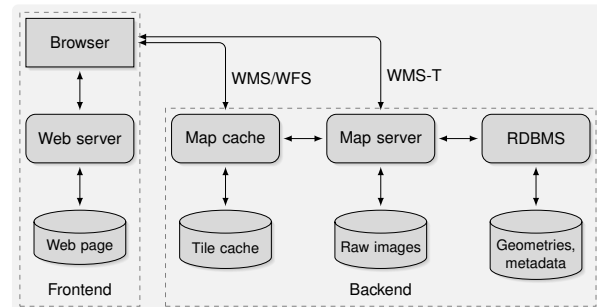 Browser
WMS/WFS
WMS-T
Web server
Map cache
Map server
RDBMS
Web page
Tile cache
Raw images
Geometries,
metadata
Frontend
Backend